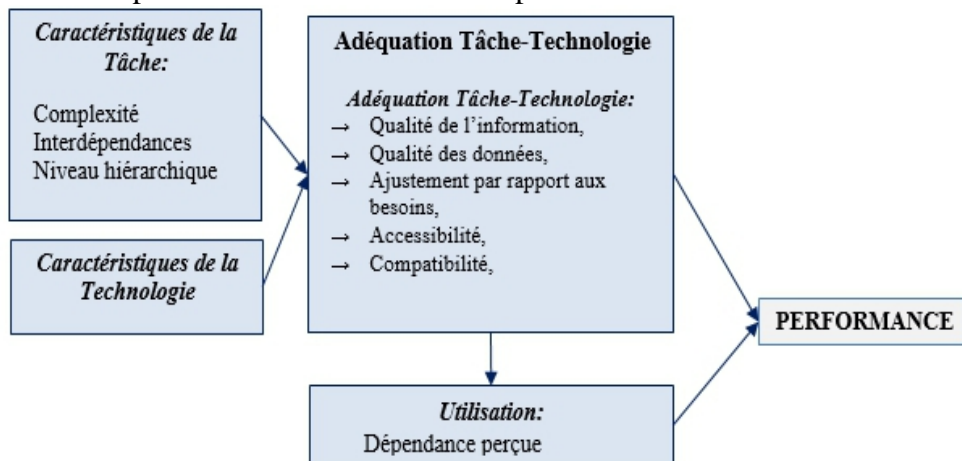 Caractéristiques de la
Tâche:
Complexité
Interdépendances
Niveau hiérarchique
Caractéristiques de la
Technologie
Adéquation Tâche-Technologie
Adéquation Tâche-Technologie:
→ Qualité de l’information,
→ Qualité des données,
→ Ajustement par rapport aux
besoins,
→ Accessibilité,
→ Compatibilité,
Utilisation:
Dépendance perçue
PERFORMANCE